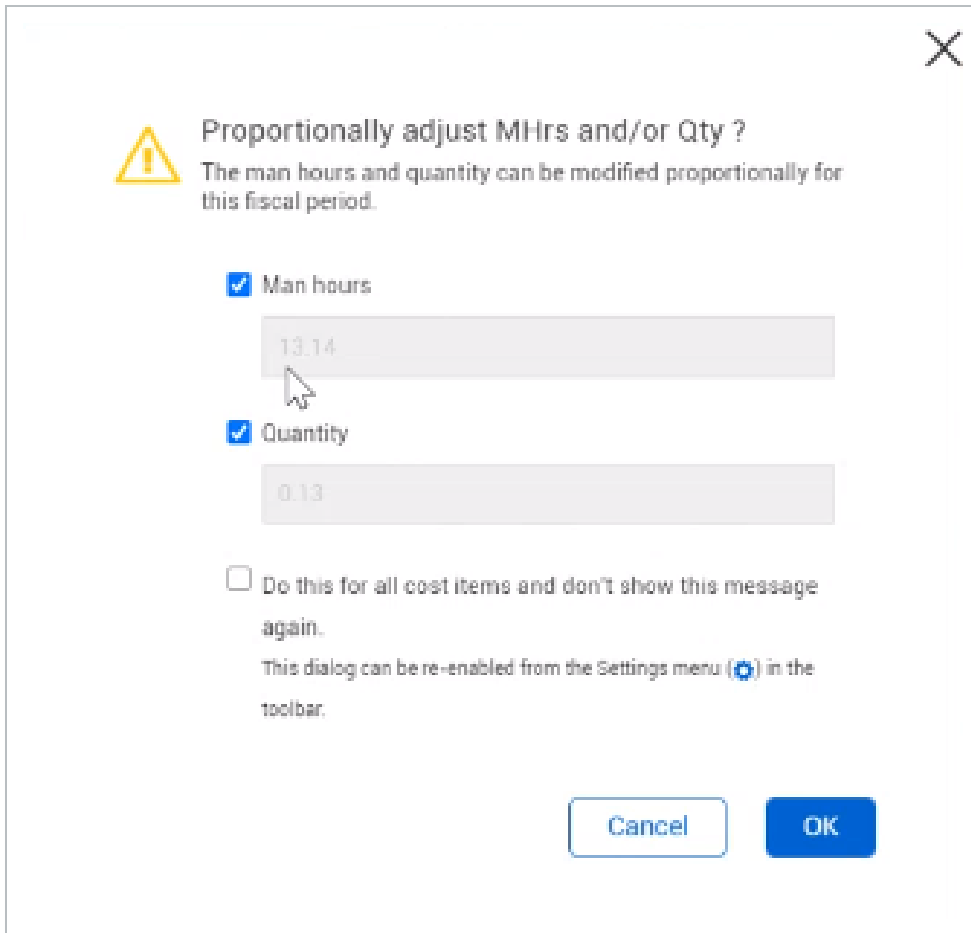 Proportionally adjust MHrs and/or Qty ?
The man hours and quantity can be modified proportionally for
this fiscal period.
Man hours
13.14
Quantity
0.13
Do this for all cost items and don't show this message
again.
This dialog can be re-enabled from the Settings menu () in the
toolbar.
Cancel
OK